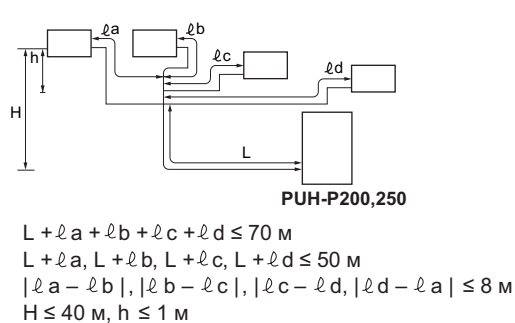 ℓa
ℓb
ℓc
ℓd
h
H
L
PUH-P200,250
L + ℓa + ℓb + ℓc + ℓd ≤ 70 м
L + ℓa, L + ℓb, L + ℓc, L + ℓd ≤ 50 м
|ℓa – ℓb|, |ℓb – ℓc|, |ℓc – ℓd, |ℓd – ℓa| ≤ 8 м
H ≤ 40 м, h ≤ 1 м